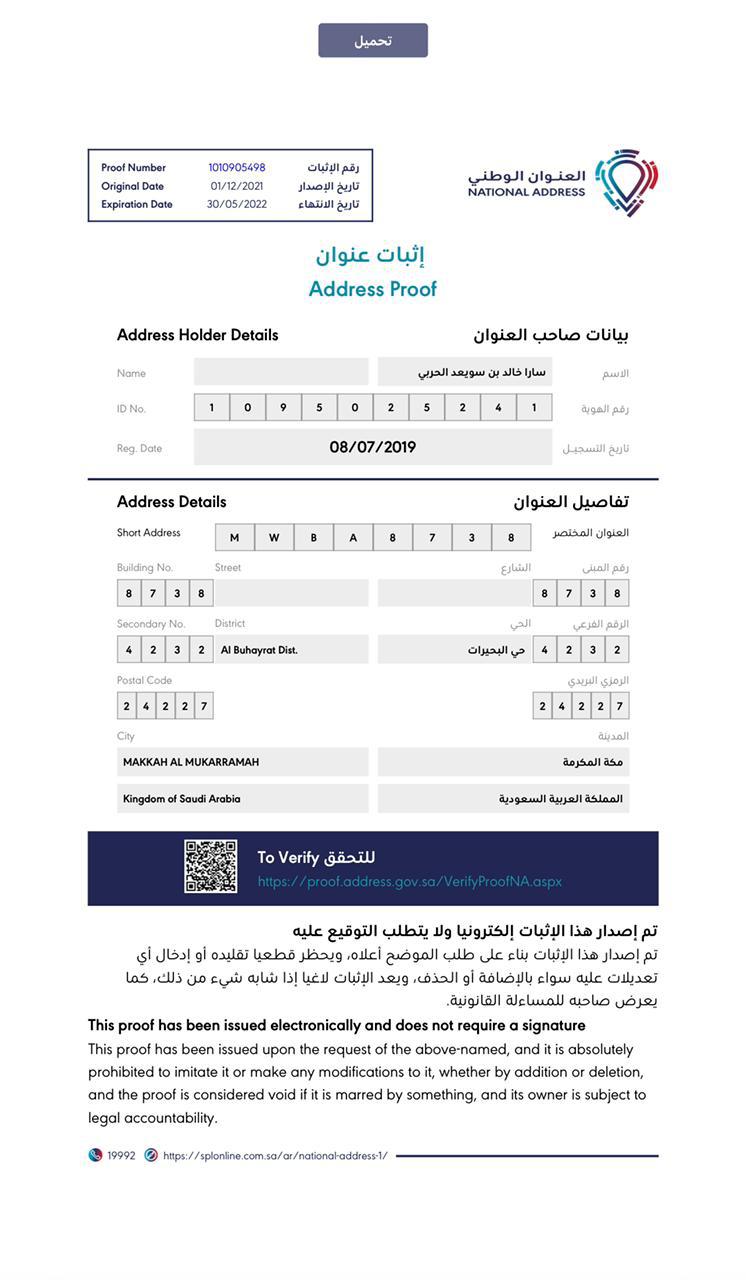 تحميل
Proof Number 1010905498 رقم الإثبات
Original Date 01/12/2021 تاريخ الإصدار
Expiration Date 30/05/2022 تاريخ الانتهاء
العنوان الوطني
NATIONAL ADDRESS
إثبات عنوان
Address Proof
Address Holder Details بيانات صاحب العنوان
Name سارا خالد بن سويعد الحربي الاسم
ID No. 1 0 9 5 0 2 5 2 4 1 رقم الهوية
Reg. Date 08/07/2019 تاريخ التسجيل
Address Details تفاصيل العنوان
Short Address M W B A 8 7 3 8 العنوان المختصر
Building No. Street الشارع رقم المبنى
8 7 3 8 8 7 3 8
Secondary No. District الحي الرقم الفرعي
4 2 3 2 Al Buhayrat Dist. حي البحيرات 4 2 3 2
Postal Code الرمزي البريدي
2 4 2 2 7 2 4 2 2 7
City المدينة
MAKKAH AL MUKARRAMAH مكة المكرمة
Kingdom of Saudi Arabia المملكة العربية السعودية
To Verify للتحقق
https://proof.address.gov.sa/VerifyProofNA.aspx
تم إصدار هذا الإثبات إلكترونيا ولا يتطلب التوقيع عليه
تم إصدار هذا الإثبات بناء على طلب الموضح أعلاه، ويحظر قطعيا تقليده أو إدخال أي
تعديلات عليه سواء بالإضافة أو الحذف، ويعد الإثبات لاغيا إذا شابه شيء من ذلك، كما
يعرض صاحبه للمساءلة القانونية.
This proof has been issued electronically and does not require a signature
This proof has been issued upon the request of the above-named, and it is absolutely
prohibited to imitate it or make any modifications to it, whether by addition or deletion,
and the proof is considered void if it is marred by something, and its owner is subject to
legal accountability.
19992 https://splonline.com.sa/ar/national-address-1/